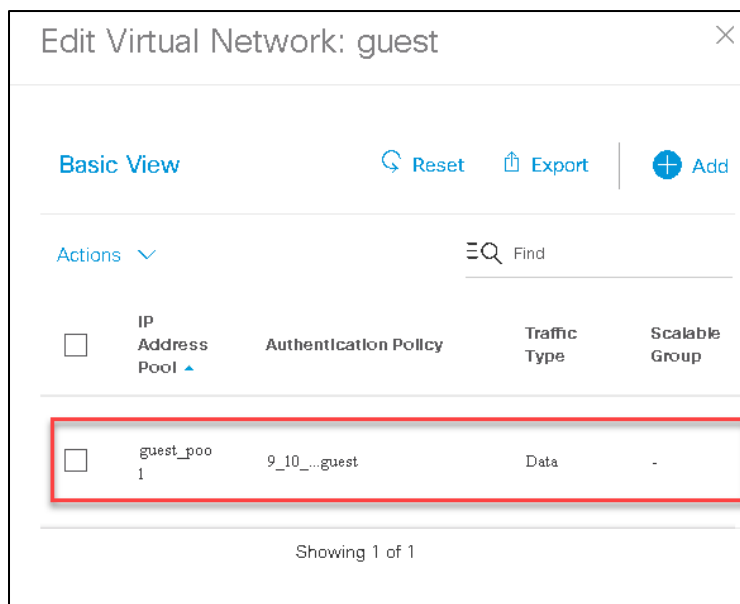 Edit Virtual Network: guest
Basic View
Reset
Export
Add
Actions
Find
IP
Address
Pool
Authentication Policy
Traffic
Type
Scalable
Group
guest_poo
1
9_10_...guest
Data
-
Showing 1 of 1